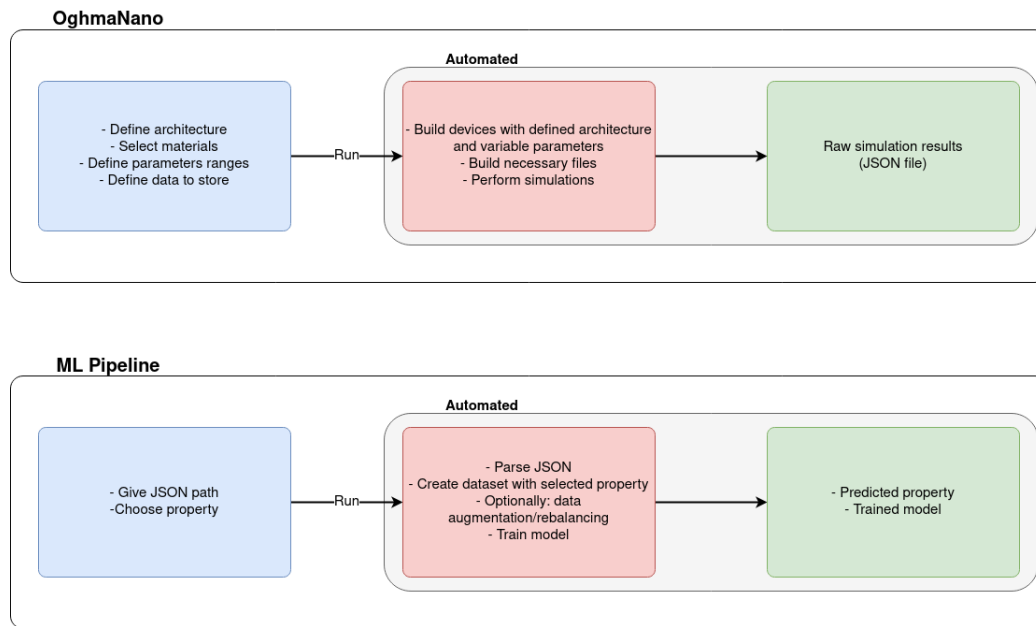 OghmaNano
Automated
- Define architecture
- Select materials
- Define parameters ranges
- Define data to store
Run
- Build devices with defined architecture
and variable parameters
- Build necessary files
- Perform simulations
Raw simulation results
(JSON file)
ML Pipeline
Automated
- Give JSON path
-Choose property
Run
- Parse JSON
- Create dataset with selected property
- Optionally: data
augmentation/rebalancing
- Train model
- Predicted property
- Trained model